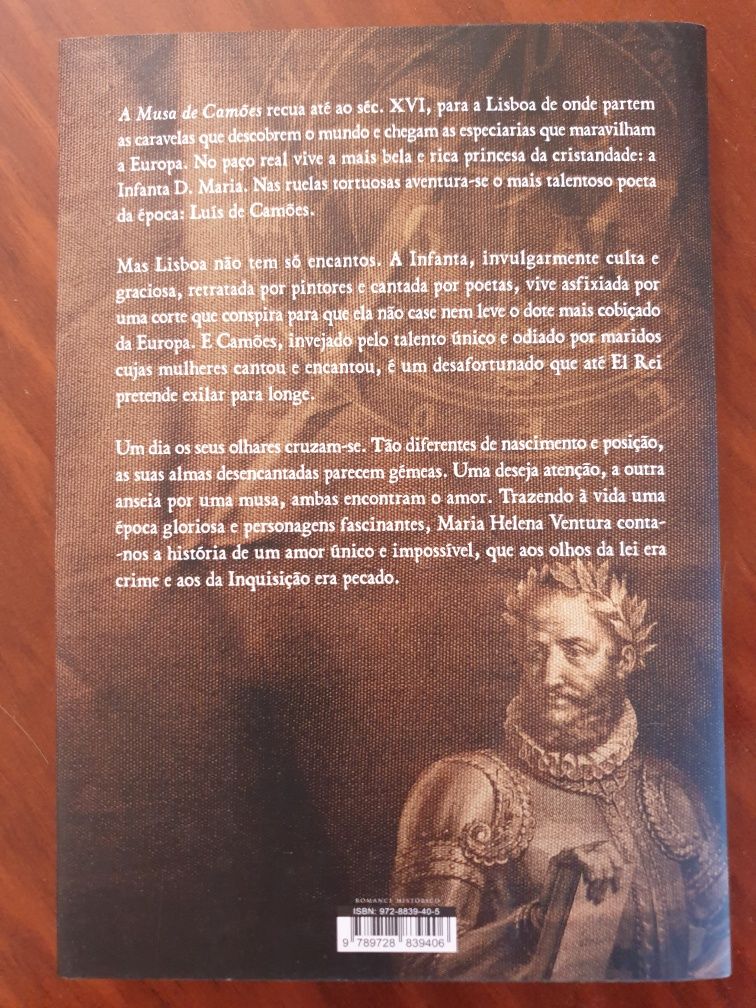 A Musa de Camões recua até ao séc. XVI, para a Lisboa de onde partem
as caravelas que descobrem o mundo e chegam as especiarias que maravilham
a Europa. No paço real vive a mais bela e rica princesa da cristandade: a
Infanta D. Maria. Nas ruelas tortuosas aventura-se o mais talentoso poeta
da época: Luís de Camões.
Mas Lisboa não tem só encantos. A Infanta, invulgarmente culta e
graciosa, retratada por pintores e cantada por poetas, vive asfixiada por
uma corte que conspira para que ela não case nem leve o dote mais cobiçado
da Europa. E Camões, invejado pelo talento único e odiado por maridos
cujas mulheres cantou e encantou, é um desafortunado que até El Rei
pretende exilar para longe.
Um dia os seus olhares cruzam-se. Tão diferentes de nascimento e posição,
as suas almas desencantadas parecem gémeas. Uma deseja atenção, a outra
anseia por uma musa, ambas encontram o amor. Trazendo à vida uma
época gloriosa e personagens fascinantes, Maria Helena Ventura conta-
-nos a história de um amor único e impossível, que aos olhos da lei era
crime e aos da Inquisição era pecado.
ROMANCE HISTÓRICO
ISBN: 972-8839-40-5
9 789728 839406